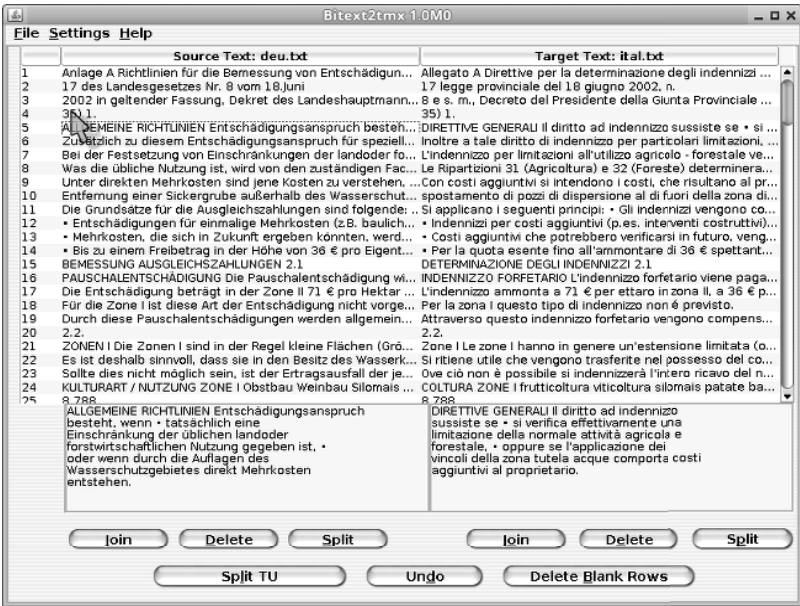 Bitext2tmx 1.0M0
File Settings Help
Source Text: deu.txt Target Text: ital.txt
1 Anlage A Richtlinien für die Bemessung von Entschädigun... Allegato A Direttive per la determinazione degli indennizzi ...
2 17 des Landesgesetzes Nr. 8 vom 18.Juni 17 legge provinciale del 18 giugno 2002, n.
3 2002 in geltender Fassung, Dekret des Landeshauptmann... 8 e s. m., Decreto del Presidente della Giunta Provinciale ...
4 35) 1. 35) 1.
5 ALLGEMEINE RICHTLINIEN Entschädigungsanspruch besteh... DIRETTIVE GENERALI Il diritto ad indennizzo sussiste se • si ...
6 Zusätzlich zu diesem Entschädigungsanspruch für speziell... Inoltre a tale diritto di indennizzo per particolari limitazioni, ...
7 Bei der Festsetzung von Einschränkungen der landoder fo... L'indennizzo per limitazioni all'utilizzo agricolo - forestale ve...
8 Was die übliche Nutzung ist, wird von den zuständigen Fac... Le Ripartizioni 31 (Agricoltura) e 32 (Foreste) determinera...
9 Unter direkten Mehrkosten sind jene Kosten zu verstehen, ... Con costi aggiuntivi si intendono i costi, che risultano al pr...
10 Entfernung einer Sickergrube außerhalb des Wasserschut... spostamento di pozzi di dispersione al di fuori della zona di...
11 Die Grundsätze für die Ausgleichszahlungen sind folgende: .. Si applicano i seguenti principi: • Gli indennizzi vengono co...
12 • Entschädigungen für einmalige Mehrkosten (z.B. baulich... • Indennizzi per costi aggiuntivi (p.es. interventi costruttivi)...
13 • Mehrkosten, die sich in Zukunft ergeben könnten, werd... • Costi aggiuntivi che potrebbero verificarsi in futuro, veng...
14 • Bis zu einem Freibetrag in der Höhe von 36 € pro Eigent... • Per la quota esente fino all'ammontare di 36 € spettant...
15 BEMESSUNG AUSGLEICHSZAHLUNGEN 2.1 DETERMINAZIONE DEGLI INDENNIZZI 2.1
16 PAUSCHALENTSCHÄDIGUNG Die Pauschalentschädigung wi... INDENNIZZO FORFETARIO L'indennizzo forfetario viene paga...
17 Die Entschädigung beträgt in der Zone II 71 € pro Hektar ... L'indennizzo ammonta a 71 € per ettaro in zona II, a 36 € p...
18 Für die Zone I ist diese Art der Entschädigung nicht vorge... Per la zona I questo tipo di indennizzo non é previsto.
19 Durch diese Pauschalentschädigungen werden allgemein... Attraverso questo indennizzo forfetario vengono compens...
20 2.2. 2.2.
21 ZONEN I Die Zonen I sind in der Regel kleine Flächen (Grö... Zone I Le zone I hanno in genere un'estensione limitata (o...
22 Es ist deshalb sinnvoll, dass sie in den Besitz des Wasserk... Si ritiene utile che vengono trasferite nel possesso del co...
23 Sollte dies nicht möglich sein, ist der Ertragsausfall der je... Ove ciò non è possibile si indennizzerà l'intero ricavo del n...
24 KULTURART / NUTZUNG ZONE I Obstbau Weinbau Silomais ... COLTURA ZONE I frutticoltura viticoltura silomais patate ba...
25 8.788 8.788
ALLGEMEINE RICHTLINIEN Entschädigungsanspruch
besteht, wenn • tatsächlich eine
Einschränkung der üblichen landoder
forstwirtschaftlichen Nutzung gegeben ist, •
oder wenn durch die Auflagen des
Wasserschutzgebietes direkt Mehrkosten
entstehen.
DIRETTIVE GENERALI Il diritto ad indennizzo
sussiste se • si verifica effettivamente una
limitazione della normale attività agricola e
forestale, • oppure se l'applicazione dei
vincoli della zona tutela acque comporta costi
aggiuntivi al proprietario.
Join Delete Split Join Delete Split
Split TU Undo Delete Blank Rows